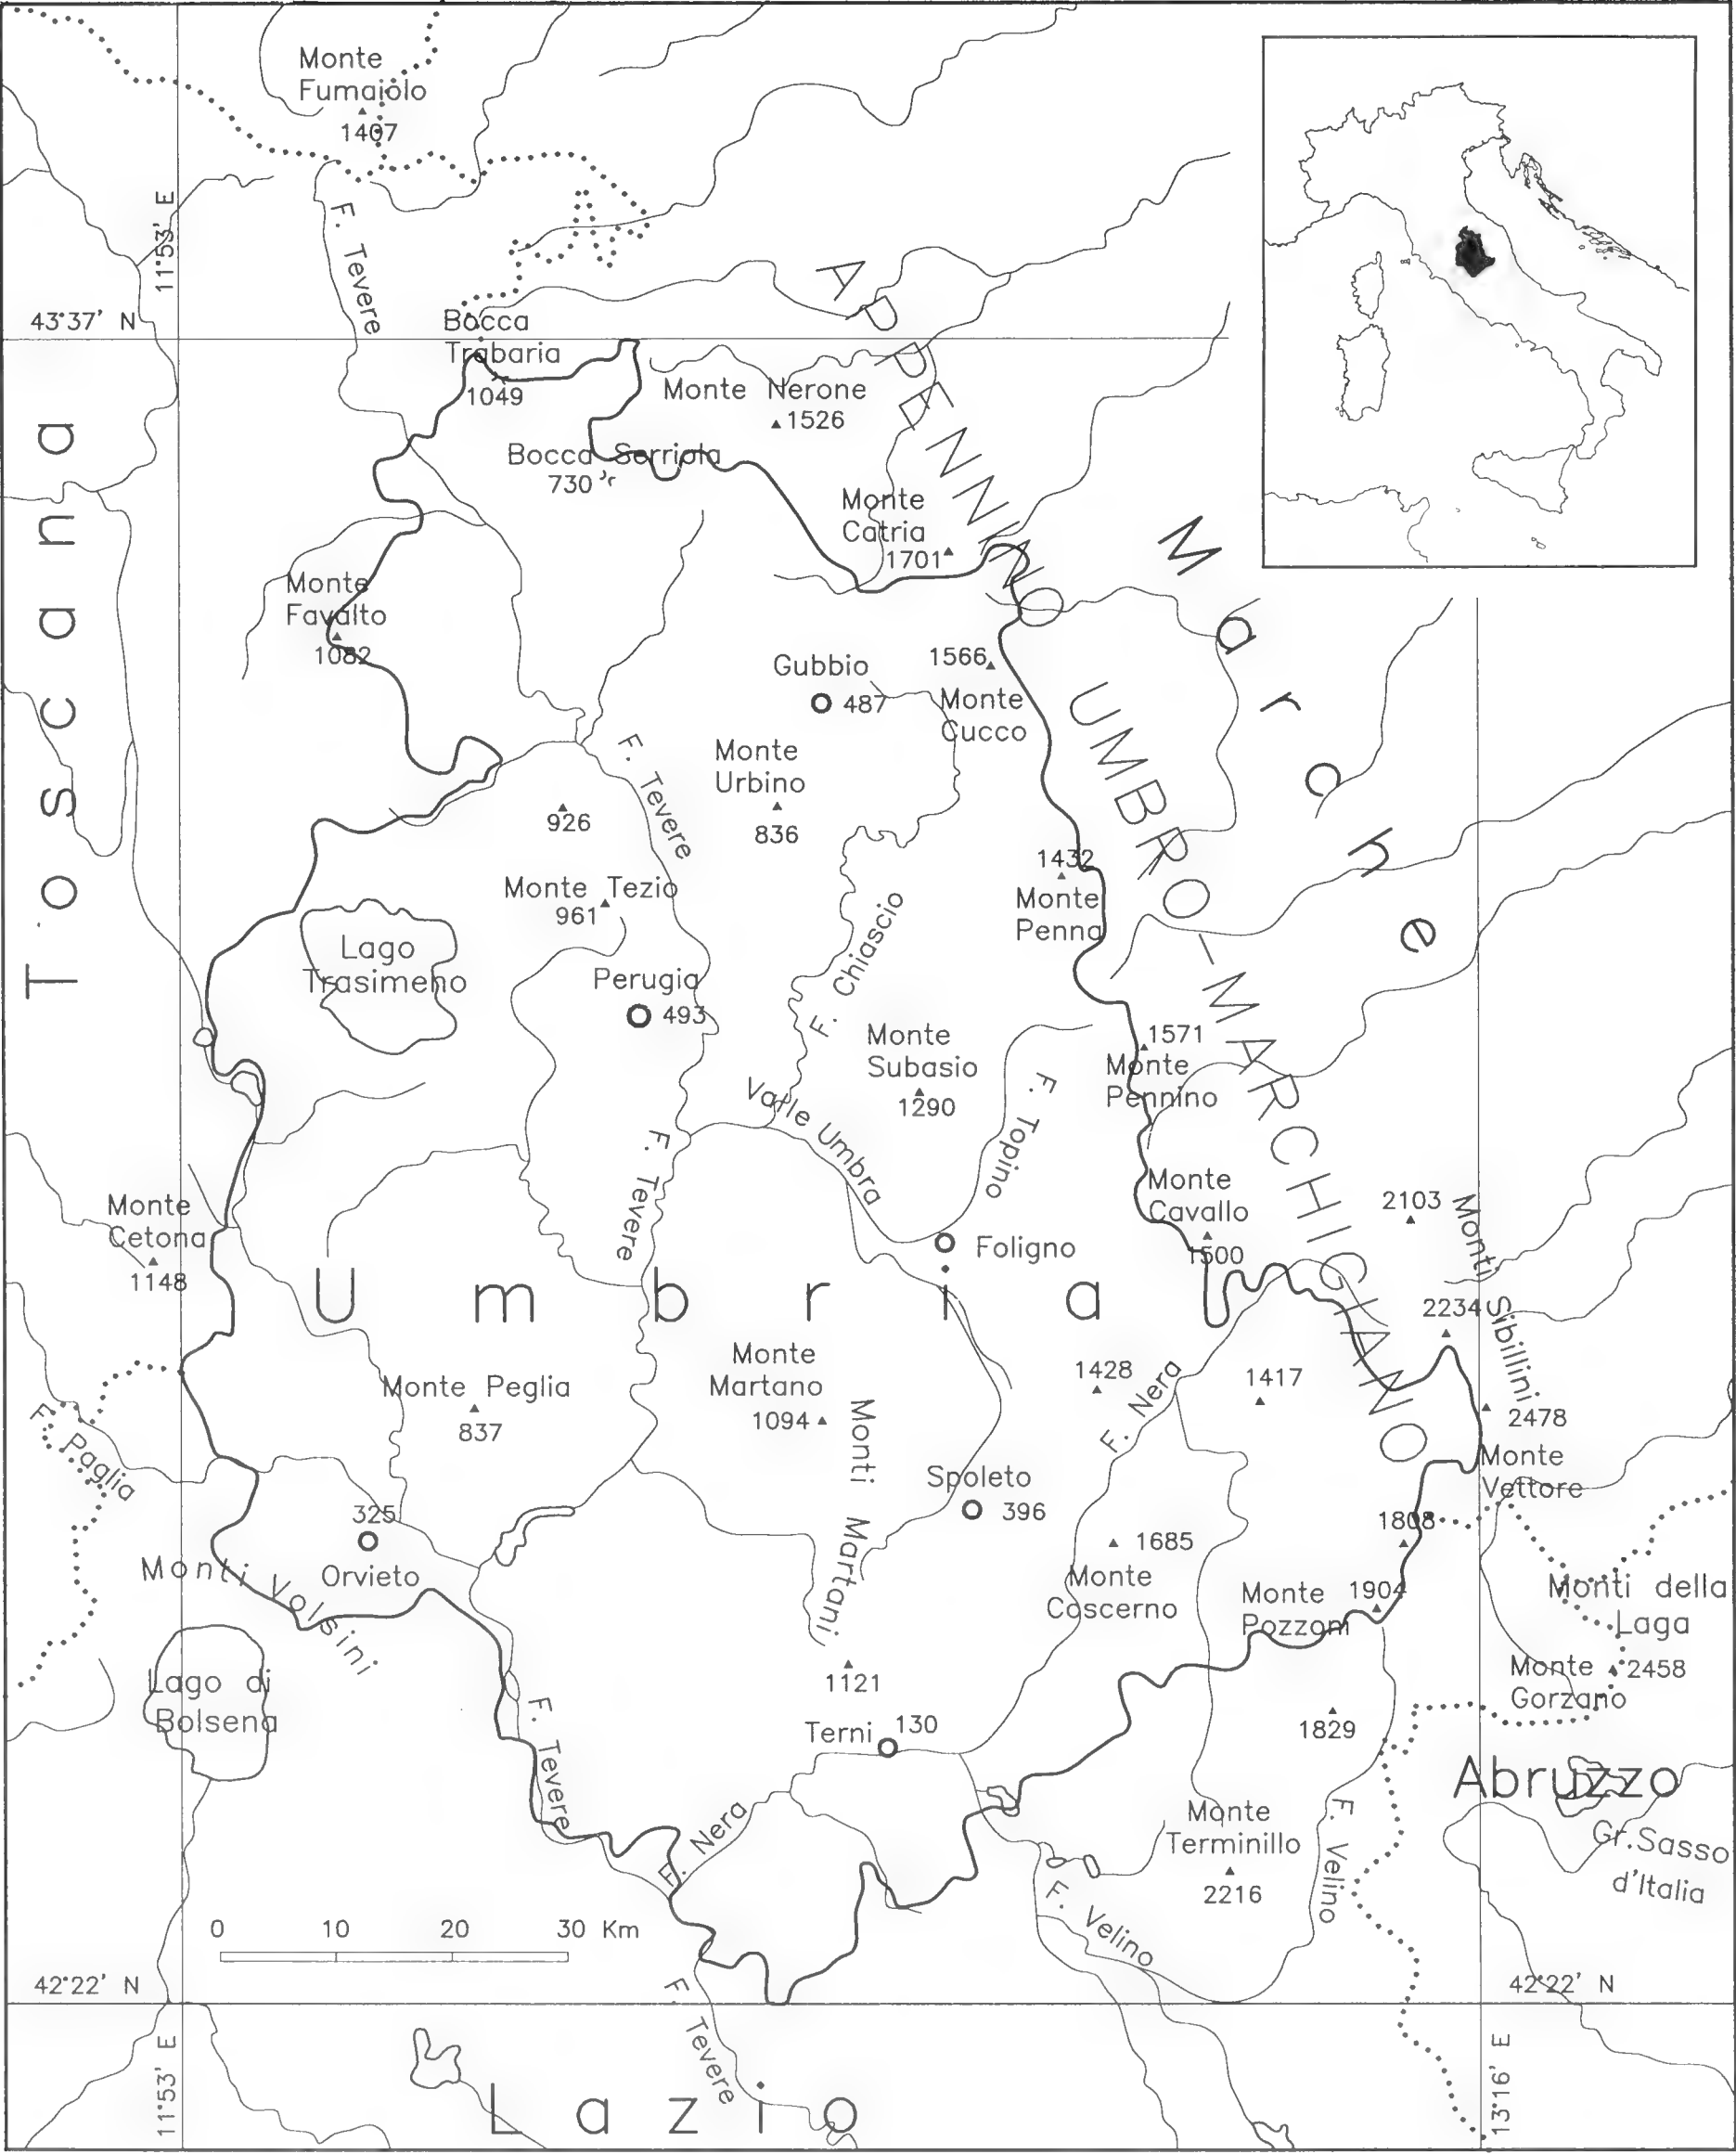 Monte
Fumaiolo
1407
11°53' E
F. Tevere
43°37' N
Bocca
Trabaria
1049
Monte Nerone
1526
Bocca Serriola
730
APPENNINO UMBRO-MARCHIGIANO
Monte
Catria
1701
Marche
Toscana
Monte
Favalto
1082
Gubbio
487
1566
Monte
Cucco
F. Tevere
Monte
Urbino
836
926
1432
Monte
Penna
Monte Tezio
961
Lago
Trasimeno
F. Chiascio
Perugia
493
Monte
Subasio
1290
1571
Monte
Pennino
F. Topino
Valle Umbra
F. Tevere
Monte
Cetona
1148
Monte
Cavallo
1500
2103
Monti Sibillini
Foligno
Umbria
2234
Monte
Martano
1094
Monte Peglia
837
1428
F. Nera
1417
2478
Monte
Vettore
F. Paglia
Monti Martani
Spoleto
396
325
Orvieto
Monti Volsini
1685
Monte
Coscerno
1808
1904
Monte
Pozzoni
Monti della
Laga
Monte
Gorzano
2458
Lago di
Bolsena
1121
F. Tevere
Terni
130
1829
Abruzzo
Gr.Sasso
d'Italia
F. Nera
Monte
Terminillo
2216
F. Velino
F. Velino
0 10 20 30 Km
42°22' N
42°22' N
11°53' E
F. Tevere
13°16' E
Lazio